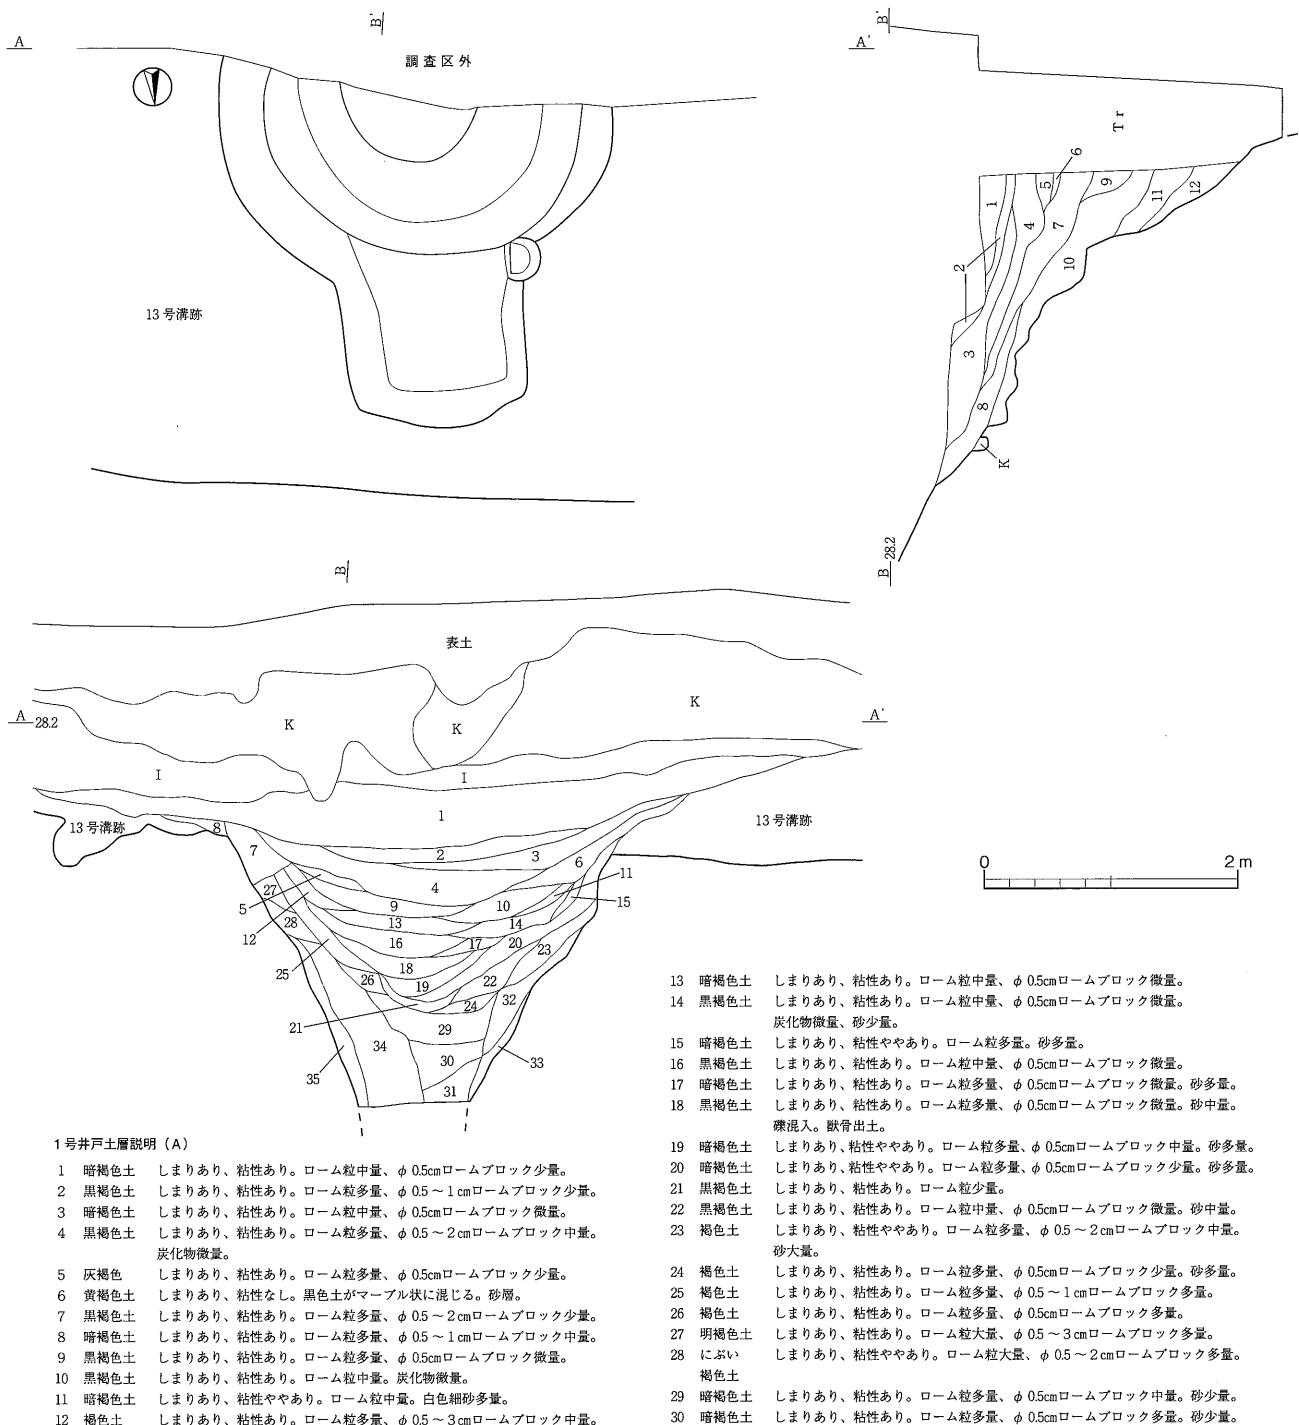 A
B'
調査区外
13号溝跡
B'
A'
Tr
6
5
9
1
12
11
4
7
2
10
3
8
K
B 28.2
B
表土
K
K
K
A 28.2
A'
I
I
1
13号溝跡
8
13号溝跡
7
2
3
6
11
5
27
4
9
10
15
12
13
14
28
16
17
20
23
25
18
26
19
22
32
21
24
29
34
30
33
35
31
0 2m
1号井戸土層説明（A）
1 暗褐色土 しまりあり、粘性あり。ローム粒中量、φ0.5cmロームブロック少量。
2 黒褐色土 しまりあり、粘性あり。ローム粒多量、φ0.5～1cmロームブロック少量。
3 暗褐色土 しまりあり、粘性あり。ローム粒中量、φ0.5cmロームブロック微量。
4 黒褐色土 しまりあり、粘性あり。ローム粒多量、φ0.5～2cmロームブロック中量。
炭化物微量。
5 灰褐色 しまりあり、粘性あり。ローム粒多量、φ0.5cmロームブロック少量。
6 黄褐色土 しまりあり、粘性なし。黒色土がマーブル状に混じる。砂層。
7 黒褐色土 しまりあり、粘性あり。ローム粒多量、φ0.5～2cmロームブロック少量。
8 暗褐色土 しまりあり、粘性あり。ローム粒多量、φ0.5～1cmロームブロック中量。
9 黒褐色土 しまりあり、粘性あり。ローム粒多量、φ0.5cmロームブロック微量。
10 黒褐色土 しまりあり、粘性あり。ローム粒中量。炭化物微量。
11 暗褐色土 しまりあり、粘性ややあり。ローム粒中量。白色細砂多量。
12 褐色土 しまりあり、粘性あり。ローム粒多量、φ0.5～3cmロームブロック中量。
13 暗褐色土 しまりあり、粘性あり。ローム粒中量、φ0.5cmロームブロック微量。
14 黒褐色土 しまりあり、粘性あり。ローム粒中量、φ0.5cmロームブロック微量。
炭化物微量、砂少量。
15 暗褐色土 しまりあり、粘性ややあり。ローム粒多量。砂多量。
16 黒褐色土 しまりあり、粘性あり。ローム粒中量、φ0.5cmロームブロック微量。
17 暗褐色土 しまりあり、粘性あり。ローム粒多量、φ0.5cmロームブロック微量。砂多量。
18 黒褐色土 しまりあり、粘性あり。ローム粒多量、φ0.5cmロームブロック微量。砂中量。
礫混入。獣骨出土。
19 暗褐色土 しまりあり、粘性ややあり。ローム粒多量、φ0.5cmロームブロック中量。砂多量。
20 暗褐色土 しまりあり、粘性ややあり。ローム粒多量、φ0.5cmロームブロック少量。砂多量。
21 黒褐色土 しまりあり、粘性あり。ローム粒少量。
22 黒褐色土 しまりあり、粘性あり。ローム粒中量、φ0.5cmロームブロック微量。砂中量。
23 褐色土 しまりあり、粘性ややあり。ローム粒多量、φ0.5～2cmロームブロック中量。
砂大量。
24 褐色土 しまりあり、粘性あり。ローム粒多量、φ0.5cmロームブロック少量。砂多量。
25 褐色土 しまりあり、粘性あり。ローム粒多量、φ0.5～1cmロームブロック多量。
26 褐色土 しまりあり、粘性あり。ローム粒多量、φ0.5cmロームブロック多量。
27 明褐色土 しまりあり、粘性あり。ローム粒大量、φ0.5～3cmロームブロック多量。
28 にぶい しまりあり、粘性ややあり。ローム粒大量、φ0.5～2cmロームブロック多量。
褐色土
29 暗褐色土 しまりあり、粘性あり。ローム粒多量、φ0.5cmロームブロック中量。砂少量。
30 暗褐色土 しまりあり、粘性あり。ローム粒多量、φ0.5cmロームブロック多量。砂少量。